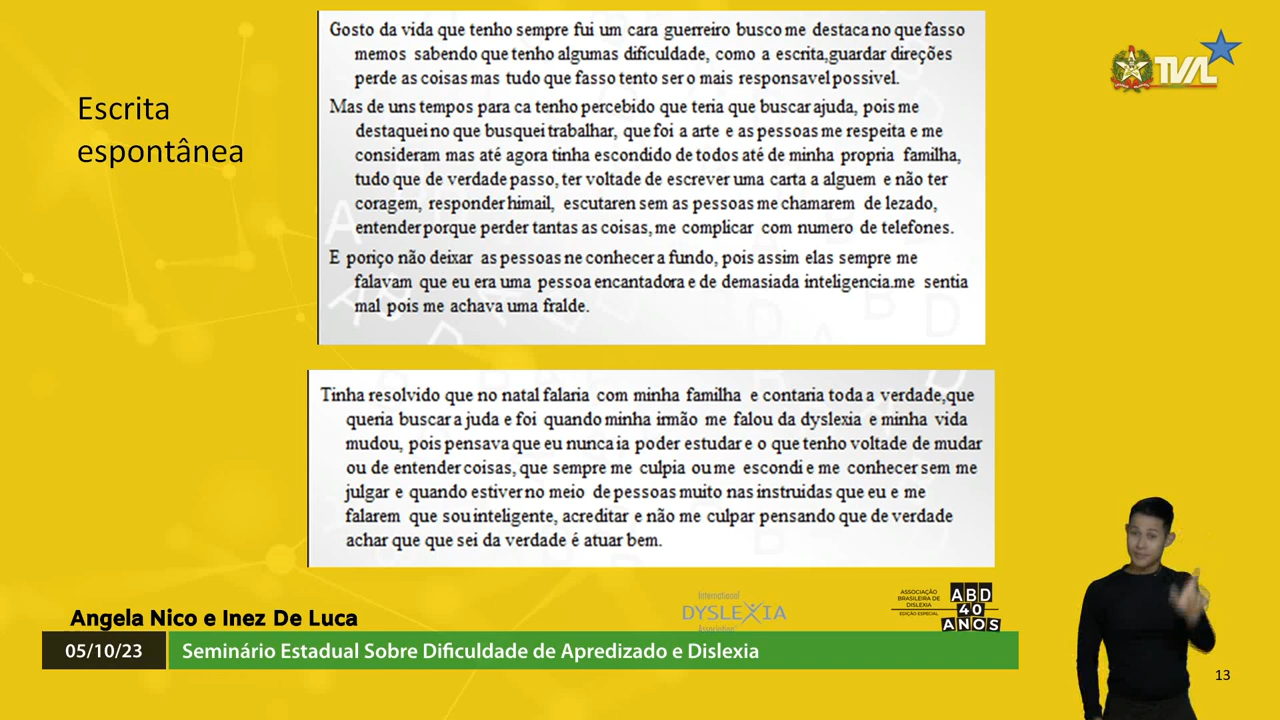 Escrita
espontânea
Gosto da vida que tenho sempre fui um cara guerreiro busco me destaca no que fasso
memos sabendo que tenho algumas dificuldade, como a escrita,guardar direções
perde as coisas mas tudo que fasso tento ser o mais responsavel possivel.
Mas de uns tempos para ca tenho percebido que teria que buscar ajuda, pois me
destaquei no que busquei trabalhar, que foi a arte e as pessoas me respeita e me
consideram mas até agora tinha escondido de todos até de minha propria familha,
tudo que de verdade passo, ter voltade de escrever uma carta a alguem e não ter
coragem, responder himail, escutaren sem as pessoas me chamarem de lezado,
entender porque perder tantas as coisas, me complicar com numero de telefones.
E poriço não deixar as pessoas ne conhecer a fundo, pois assim elas sempre me
falavam que eu era uma pessoa encantadora e de demasiada inteligencia.me sentia
mal pois me achava uma fralde.
Tinha resolvido que no natal falaria com minha familha e contaria toda a verdade,que
queria buscar a juda e foi quando minha irmão me falou da dyslexia e minha vida
mudou, pois pensava que eu nunca ia poder estudar e o que tenho voltade de mudar
ou de entender coisas, que sempre me culpia ou me escondi e me conhecer sem me
julgar e quando estiver no meio de pessoas muito nas instruidas que eu e me
falarem que sou inteligente, acreditar e não me culpar pensando que de verdade
achar que que sei da verdade é atuar bem.
TVAL
Angela Nico e Inez De Luca
International
DYSLEXIA
Association
ASSOCIAÇÃO
BRASILEIRA DE
DISLEXIA
EDIÇÃO ESPECIAL
ABD
40
ANOS
05/10/23
Seminário Estadual Sobre Dificuldade de Apredizado e Dislexia
13